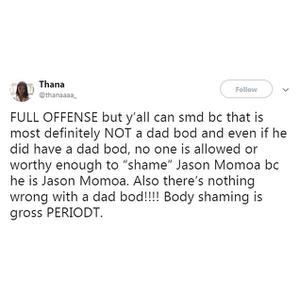 Thana
@thanaaaa_
Follow
FULL OFFENSE but y'all can smd bc that is
most definitely NOT a dad bod and even if he
did have a dad bod, no one is allowed or
worthy enough to “shame” Jason Momoa bc
he is Jason Momoa. Also there's nothing
wrong with a dad bod!!!! Body shaming is
gross PERIODT.